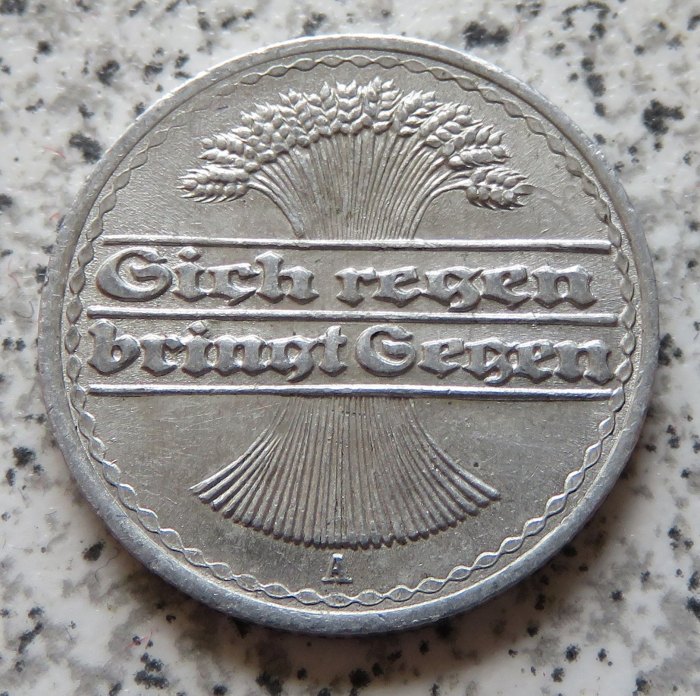 Sich regen
bringt Segen
A